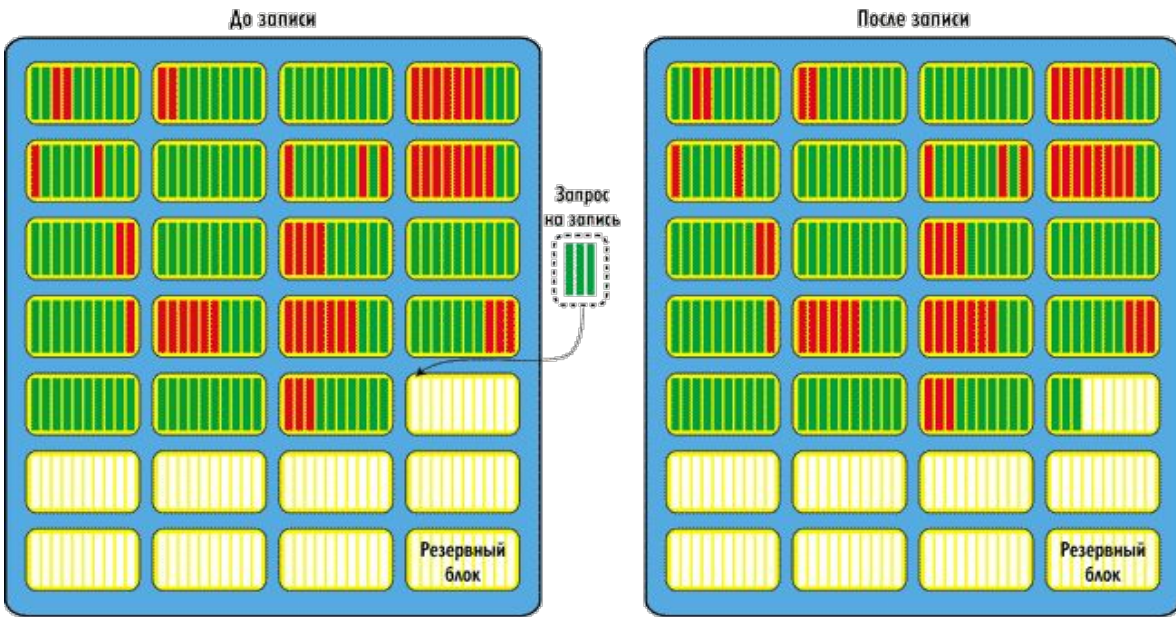 До записи
После записи
Запрос
на запись
Резервный
блок
Резервный
блок